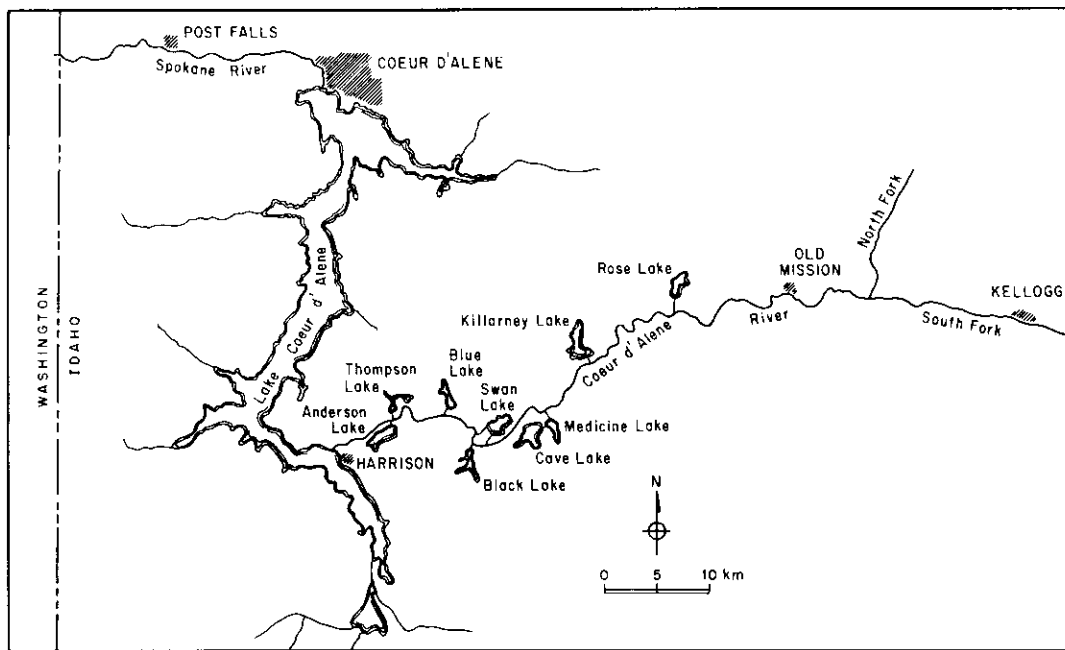 POST FALLS
Spokane River
COEUR D'ALENE
WASHINGTON
IDAHO
Lake Coeur d' Alene
North Fork
OLD
MISSION
KELLOGG
South Fork
Rose Lake
Killarney Lake
Coeur d'Alene River
Blue
Lake
Thompson
Lake
Swan
Lake
Anderson
Lake
Medicine Lake
HARRISON
Cave Lake
Black Lake
N
0 5 10 km